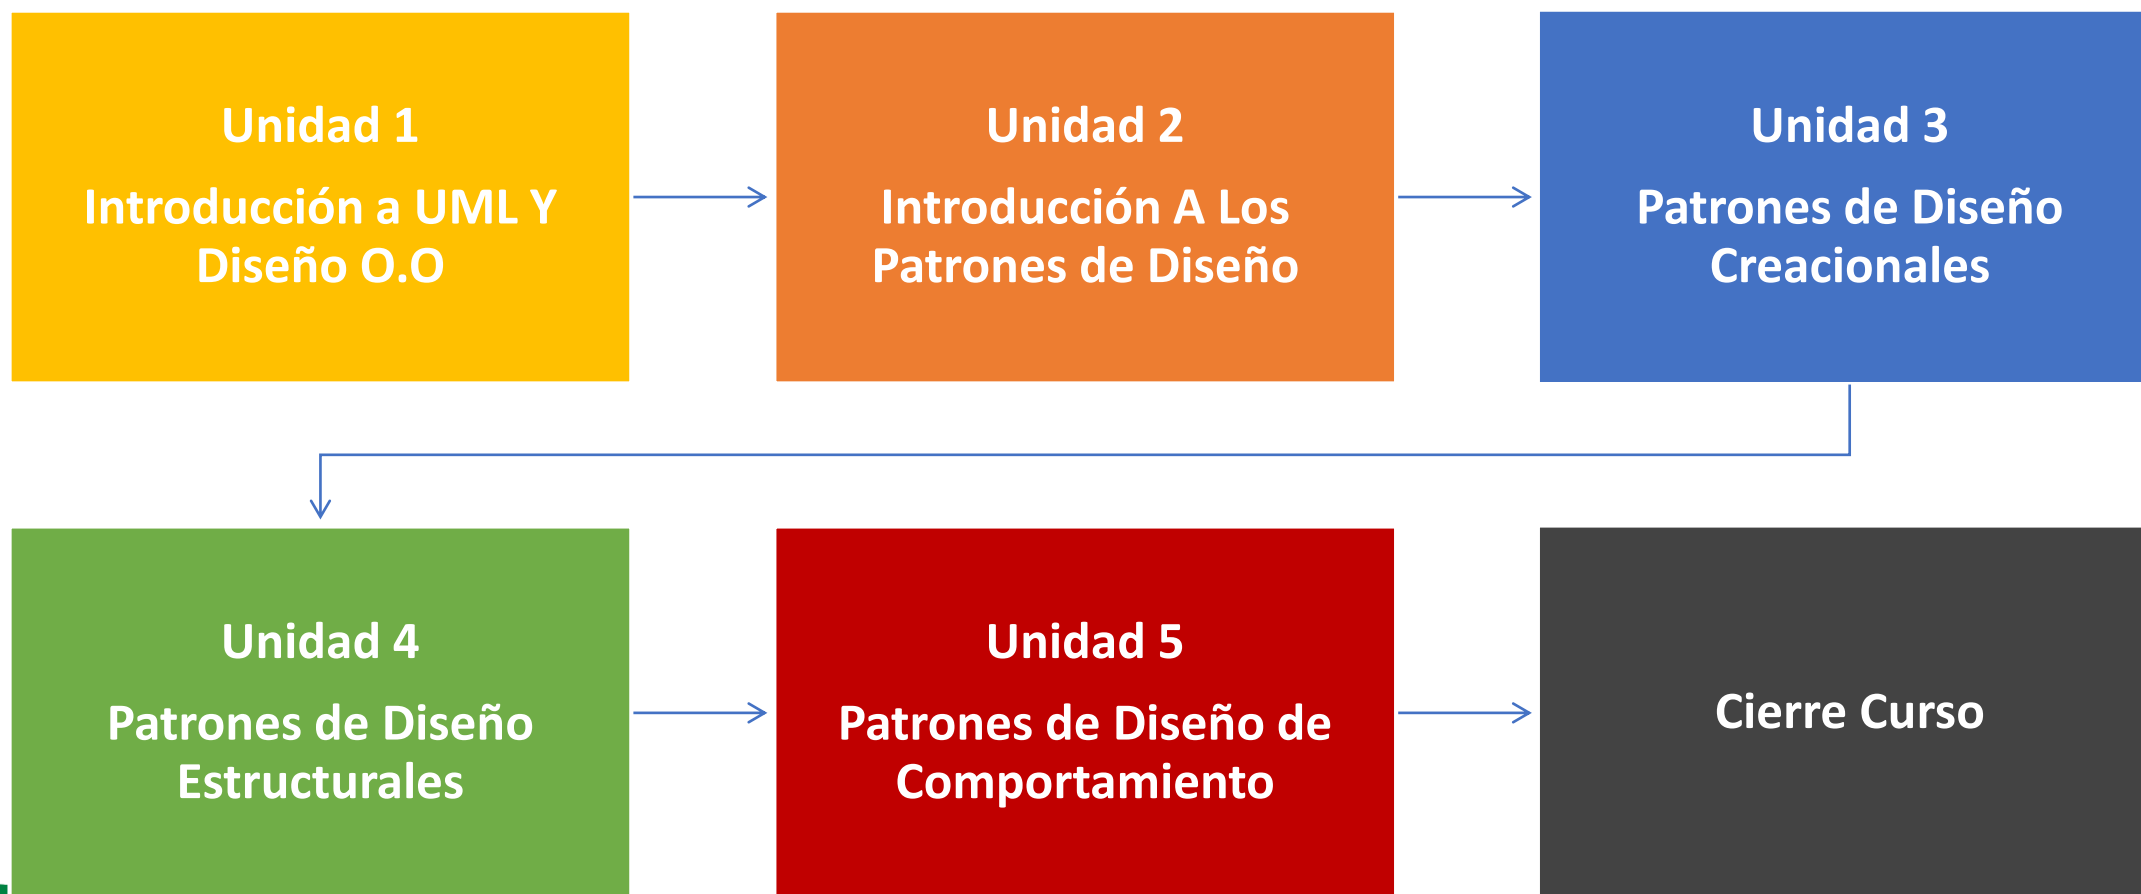 Unidad 1
Introducción a UML Y
Diseño O.O
Unidad 2
Introducción A Los
Patrones de Diseño
Unidad 3
Patrones de Diseño
Creacionales
Unidad 4
Patrones de Diseño
Estructurales
Unidad 5
Patrones de Diseño de
Comportamiento
Cierre Curso